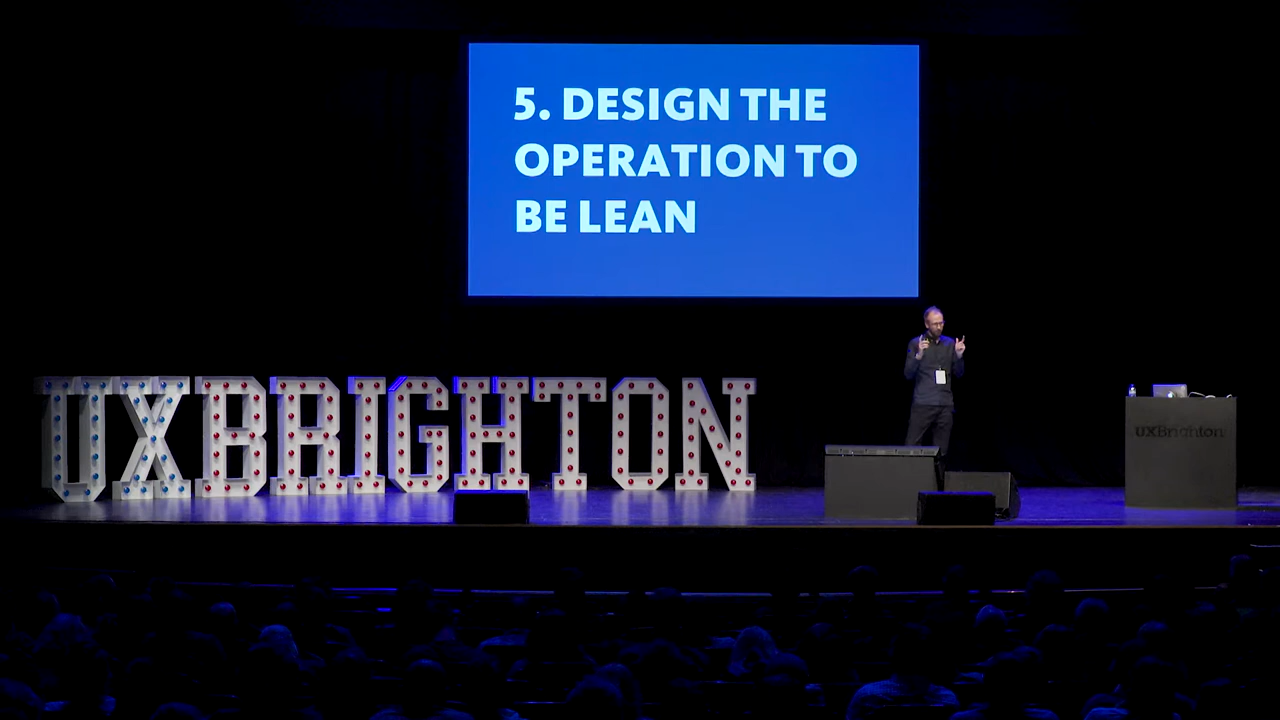 5. DESIGN THE
OPERATION TO
BE LEAN
UXBRIGHTON
UXBrighton